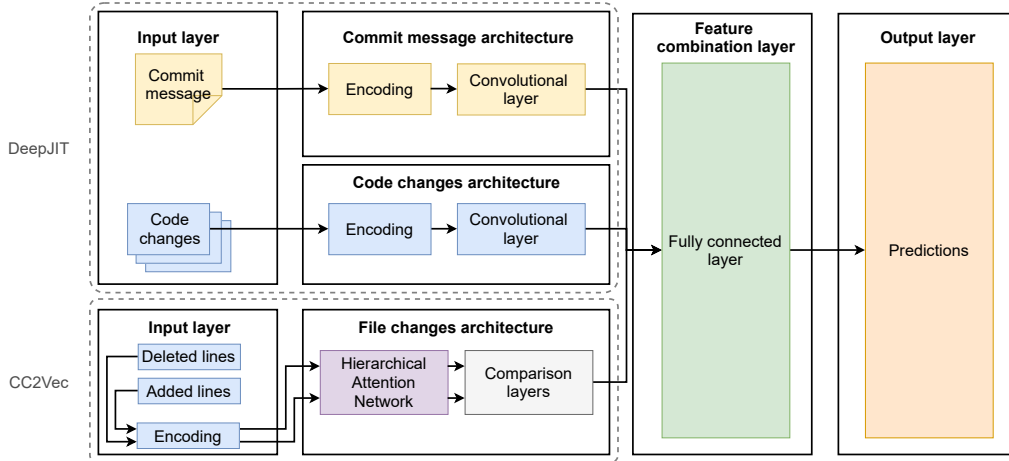 DeepJIT
Input layer
Commit
message
Code
changes
Commit message architecture
Encoding
Convolutional
layer
Code changes architecture
Encoding
Convolutional
layer
CC2Vec
Input layer
Deleted lines
Added lines
Encoding
File changes architecture
Hierarchical
Attention
Network
Comparison
layers
Feature
combination layer
Fully connected
layer
Output layer
Predictions